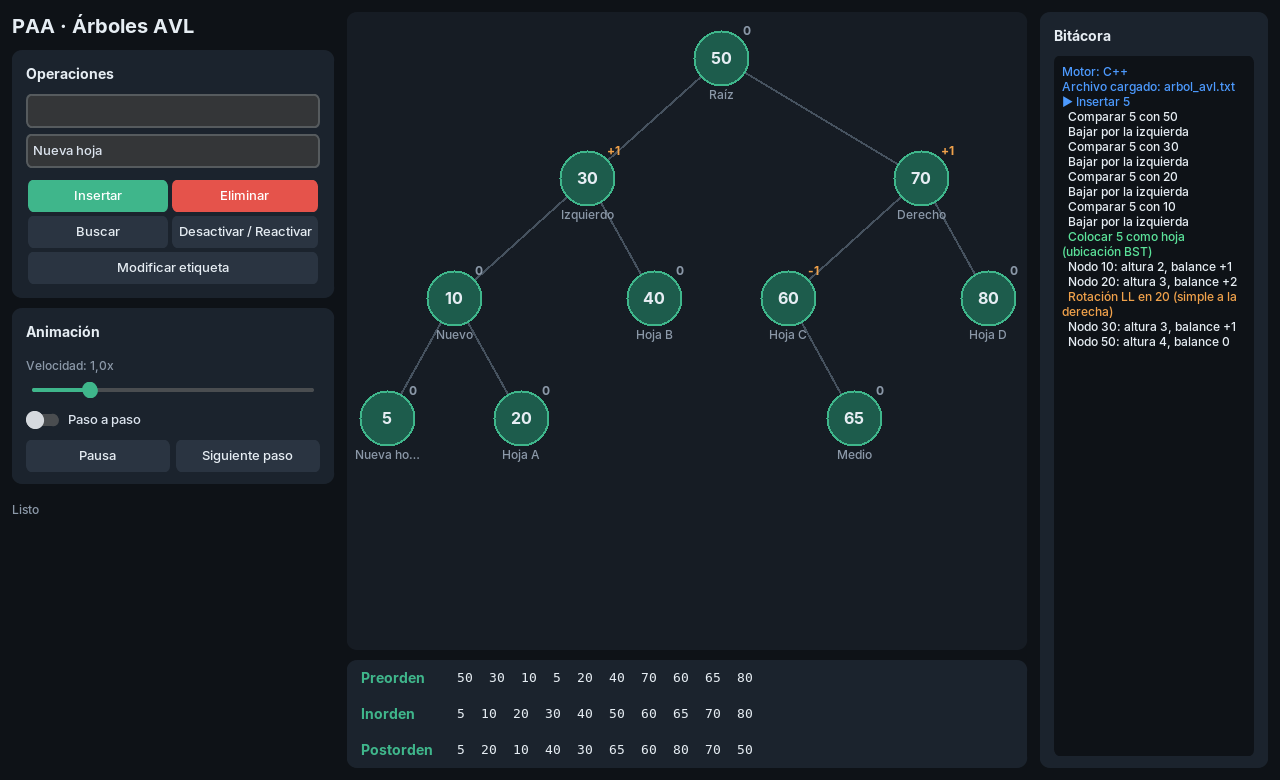 PAA · Árboles AVL
Operaciones
Nueva hoja
Insertar
Eliminar
Buscar
Desactivar / Reactivar
Modificar etiqueta
Animación
Velocidad: 1,0x
Paso a paso
Pausa
Siguiente paso
Listo
0
50
Raíz
+1
30
Izquierdo
+1
70
Derecho
0
10
Nuevo
0
40
Hoja B
-1
60
Hoja C
0
80
Hoja D
0
5
Nueva ho...
0
20
Hoja A
0
65
Medio
Preorden 50 30 10 5 20 40 70 60 65 80
Inorden 5 10 20 30 40 50 60 65 70 80
Postorden 5 20 10 40 30 65 60 80 70 50
Bitácora
Motor: C++
Archivo cargado: arbol_avl.txt
▶ Insertar 5
Comparar 5 con 50
Bajar por la izquierda
Comparar 5 con 30
Bajar por la izquierda
Comparar 5 con 20
Bajar por la izquierda
Comparar 5 con 10
Bajar por la izquierda
Colocar 5 como hoja
(ubicación BST)
Nodo 10: altura 2, balance +1
Nodo 20: altura 3, balance +2
Rotación LL en 20 (simple a la
derecha)
Nodo 30: altura 3, balance +1
Nodo 50: altura 4, balance 0